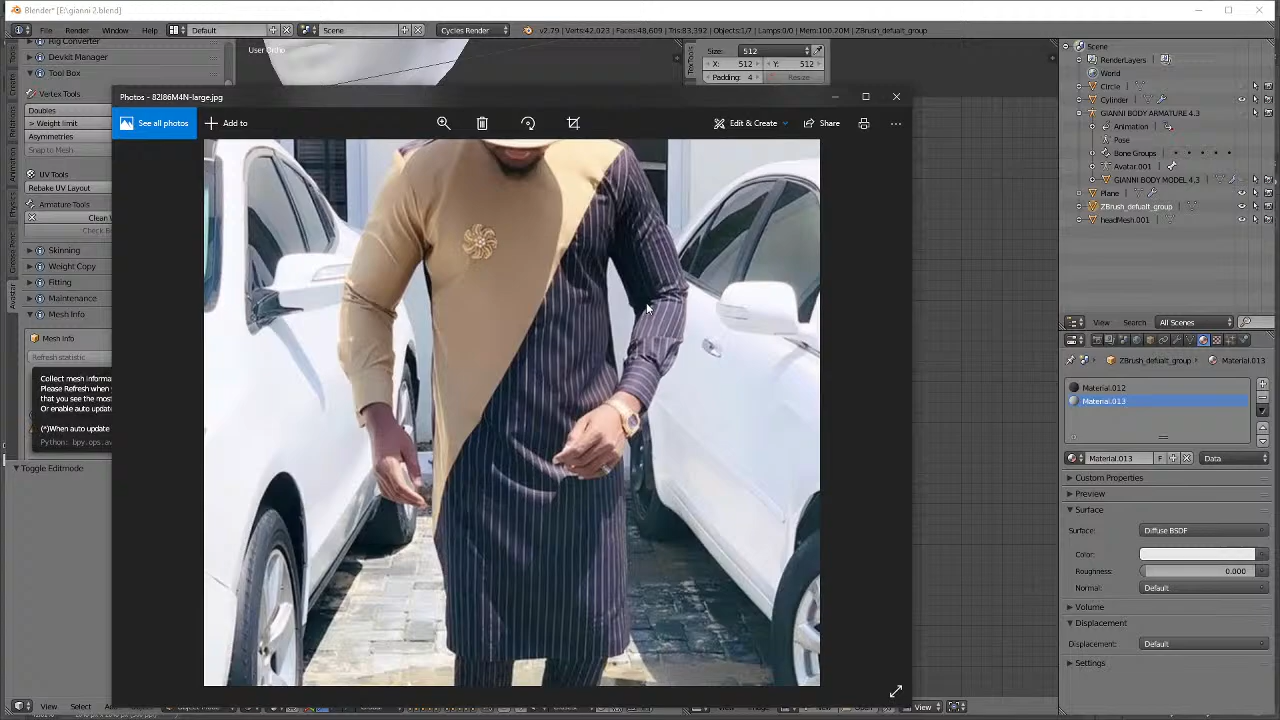 Blender* [E:\gianni 2.blend]
File Render Window Help Default Scene Cycles Render v2.79 | Verts:42,023 | Faces:48,609 | Tris:83,392 | Objects:1/7 | Lamps:0/0 | Mem:100.20M | ZBrush_defualt_group
Rig Converter
Devkit Manager
Tool Box
Vertex Tools
Doubles
> Weight limit
Asymmetries
Snap to Mesh
UV Tools
Rebake UV Layout
Armature Tools
Clean
Skinning
Weight Copy
Fitting
Maintenance
Mesh Info
Mesh Info
Refresh statistic
Collect mesh informa
Please Refresh when
that you see the most
Or enable auto update
(*)When auto update
Python: bpy.ops.av
Toggle Editmode
User Ortho
TexTools
Size: 512
X: 512 Y: 512
Padding: 4 Resize
Photos - 82I86M4N-large.jpg
See all photos Add to Edit & Create Share
Scene
RenderLayers
World
Circle
Cylinder
GIANNI BODY ARMATURE 4.3
Animation
Pose
Bone Groups
Avatar.001
GIANNI BODY MODEL 4,3
Plane
ZBrush_defualt_group
headMesh.001
View Search All Scenes
ZBrush_defualt_group Material.013
Material.012
Material.013
Material.013 F Data
Custom Properties
Preview
Surface
Surface: Diffuse BSDF
Color:
Roughness: 0.000
Normal: Default
Volume
Displacement
Displacement: Default
Settings
View Select View